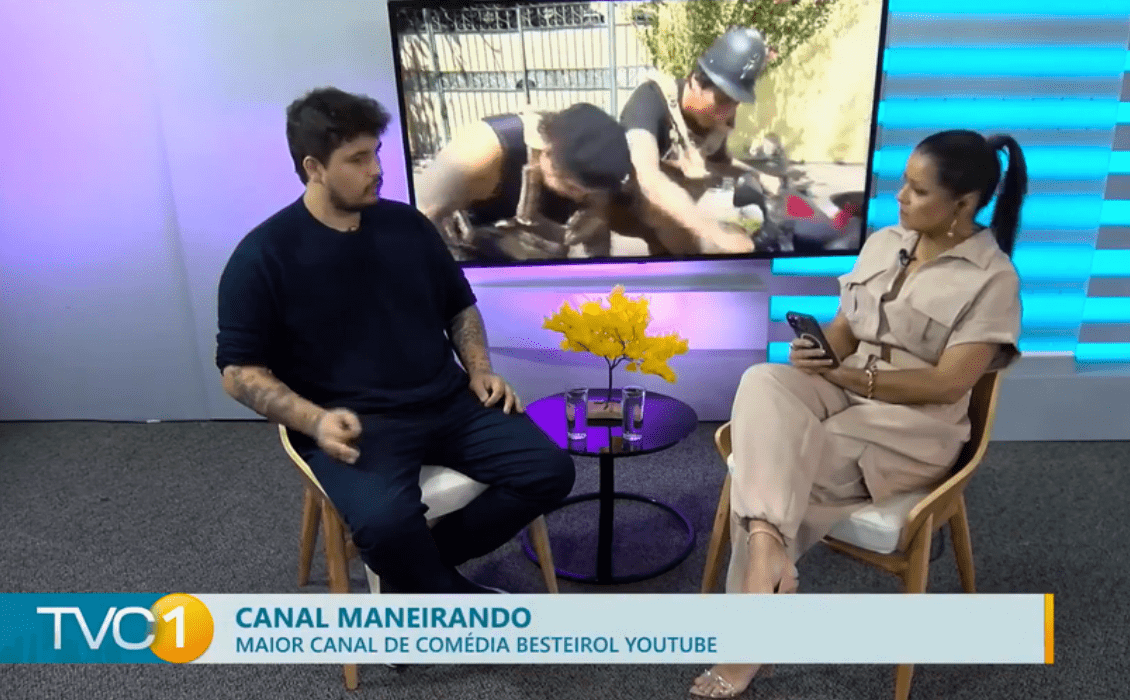 TVC1
CANAL MANEIRANDO
MAIOR CANAL DE COMÉDIA BESTEIROL YOUTUBE